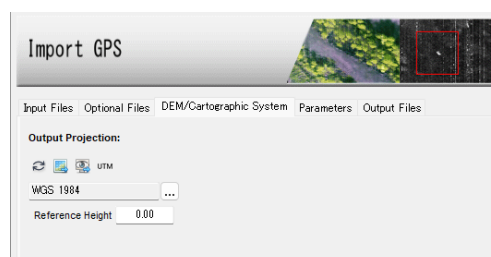 Import GPS
Input Files Optional Files DEM/Cartographic System Parameters Output Files
Output Projection:
UTM
WGS 1984 ...
Reference Height 0.00